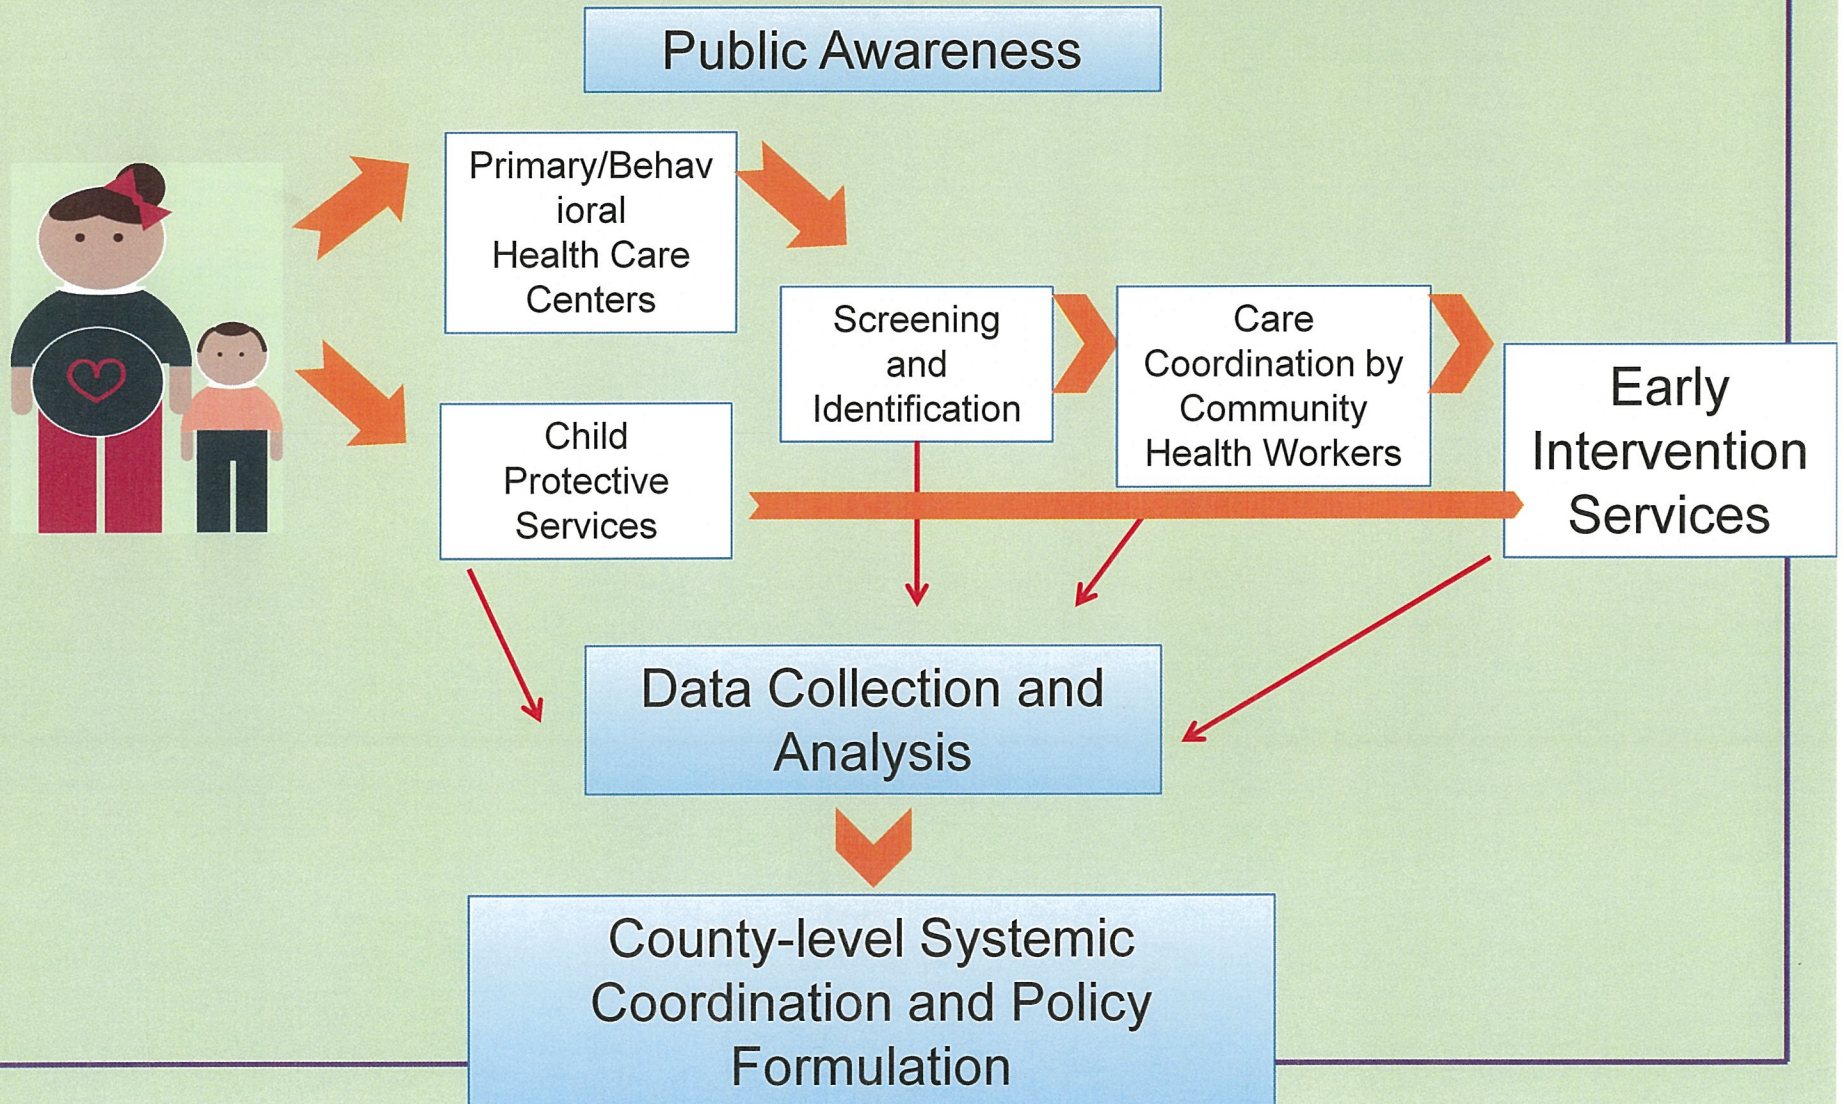 Public Awareness
Primary/Behav
ioral
Health Care
Centers
Screening
and
Identification
Care
Coordination by
Community
Health Workers
Early
Intervention
Services
Child
Protective
Services
Data Collection and
Analysis
County-level Systemic
Coordination and Policy
Formulation